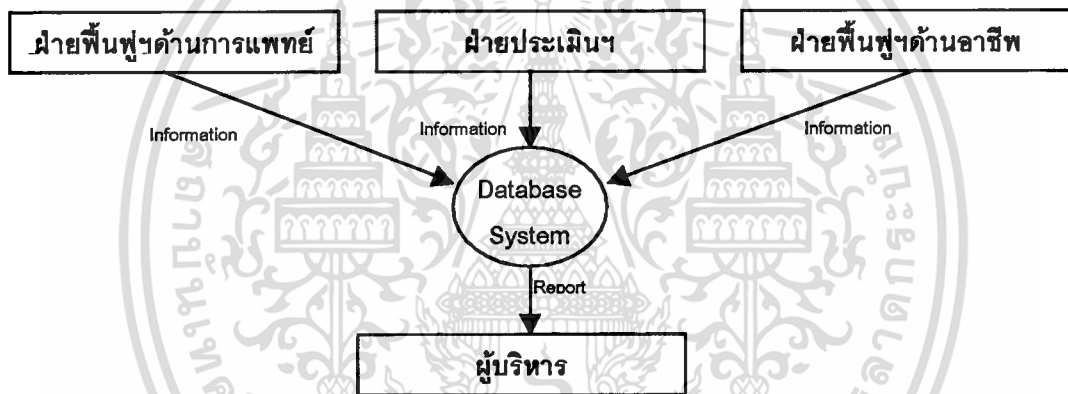 ฝ่ายฟื้นฟูฯด้านการแพทย์
ฝ่ายประเมินฯ
ฝ่ายฟื้นฟูฯด้านอาชีพ
Information
Information
Information
Database
System
Report
ผู้บริหาร